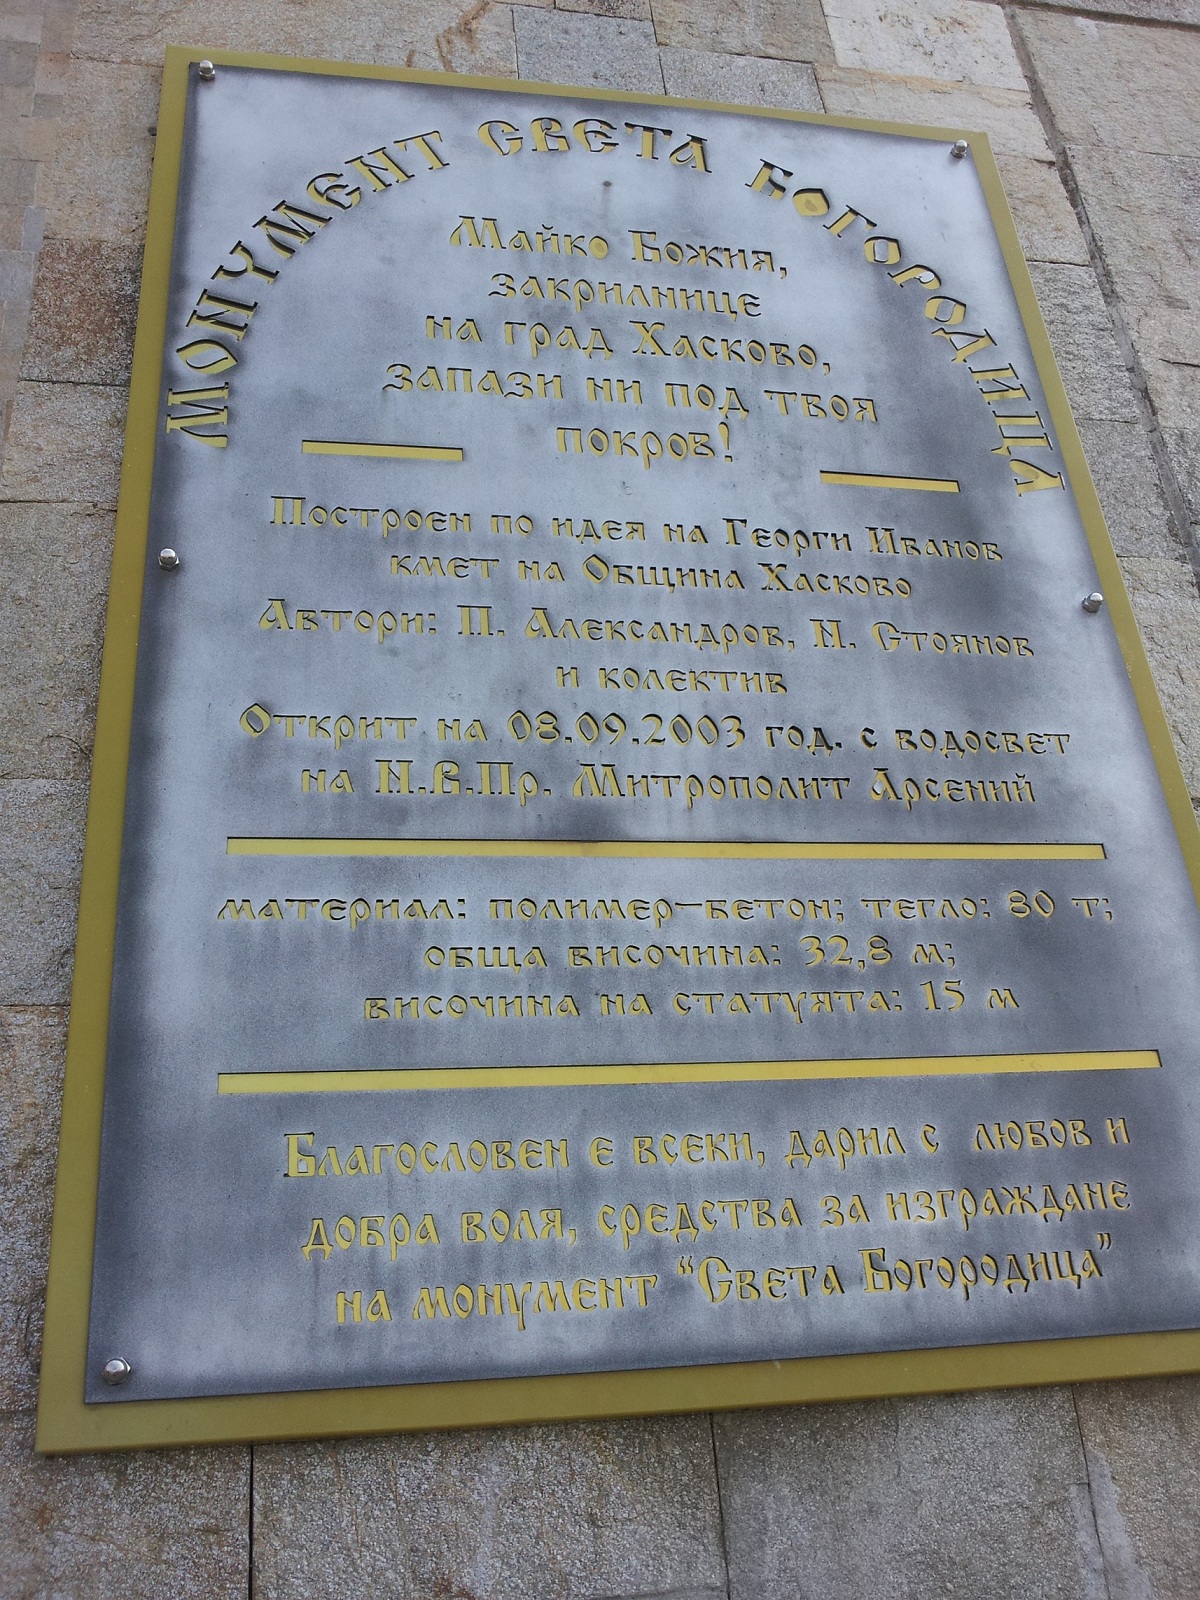 МОНУМЕНТ СВЕТА БОГОРОДИЦА
Майко Божия,
закрилнице
на град Хасково,
запази ни под твоя
покров!
Построен по идея на Георги Иванов
кмет на Община Хасково
Автори: П. Александров, Н. Стоянов
и колектив
Открит на 08.09.2003 год. с водосвет
на Н.В.Пр. Митрополит Арсений
материал: полимер-бетон; тегло: 80 т;
обща височина: 32,8 м;
височина на статуята: 15 м
Благословен е всеки, дарил с любов и
добра воля, средства за изграждане
на монумент "Света Богородица"